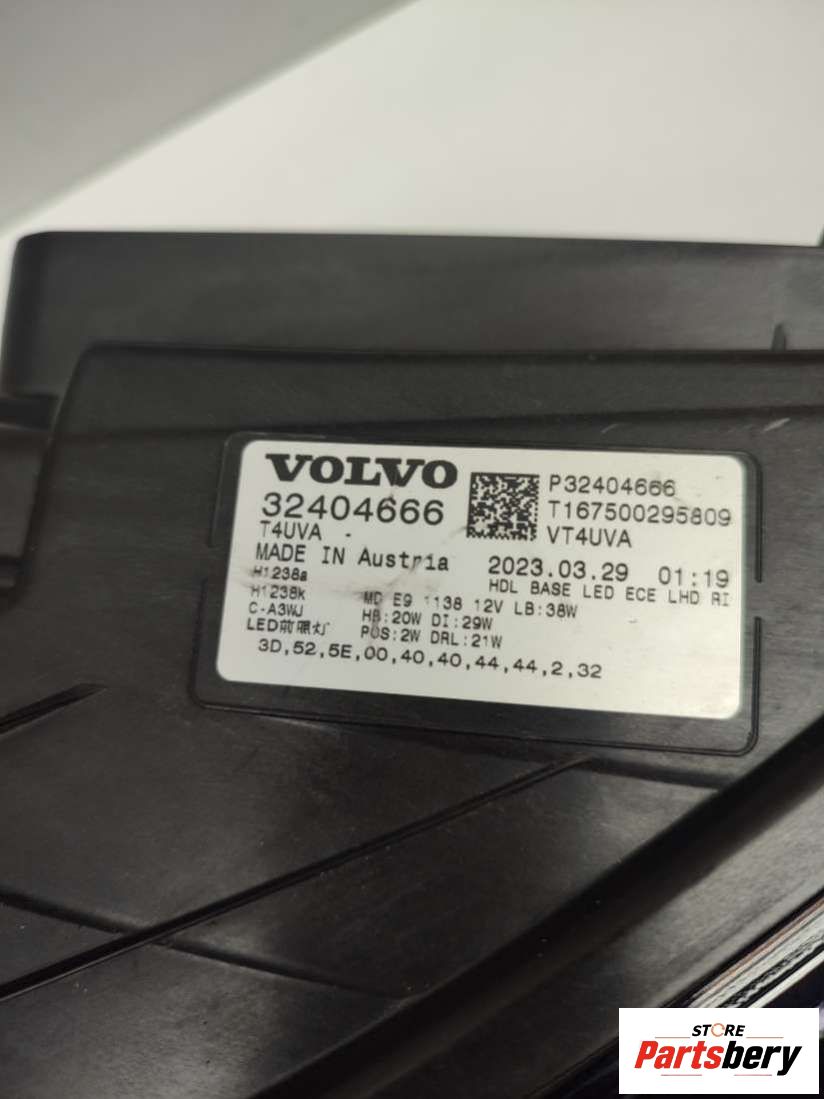 VOLVO
32404666
T4UVA
MADE IN Austria
H1238a
H1238k
C-A3WJ
LED前照灯
P32404666
T167500295809
VT4UVA
2023.03.29 01:19
HDL BASE LED ECE LHD RI
MD E9 1138 12V LB:38W
HB:20W DI:29W
POS:2W DRL:21W
3D,52,5E,00,40,40,44,44,2,32
STORE
Partsbery